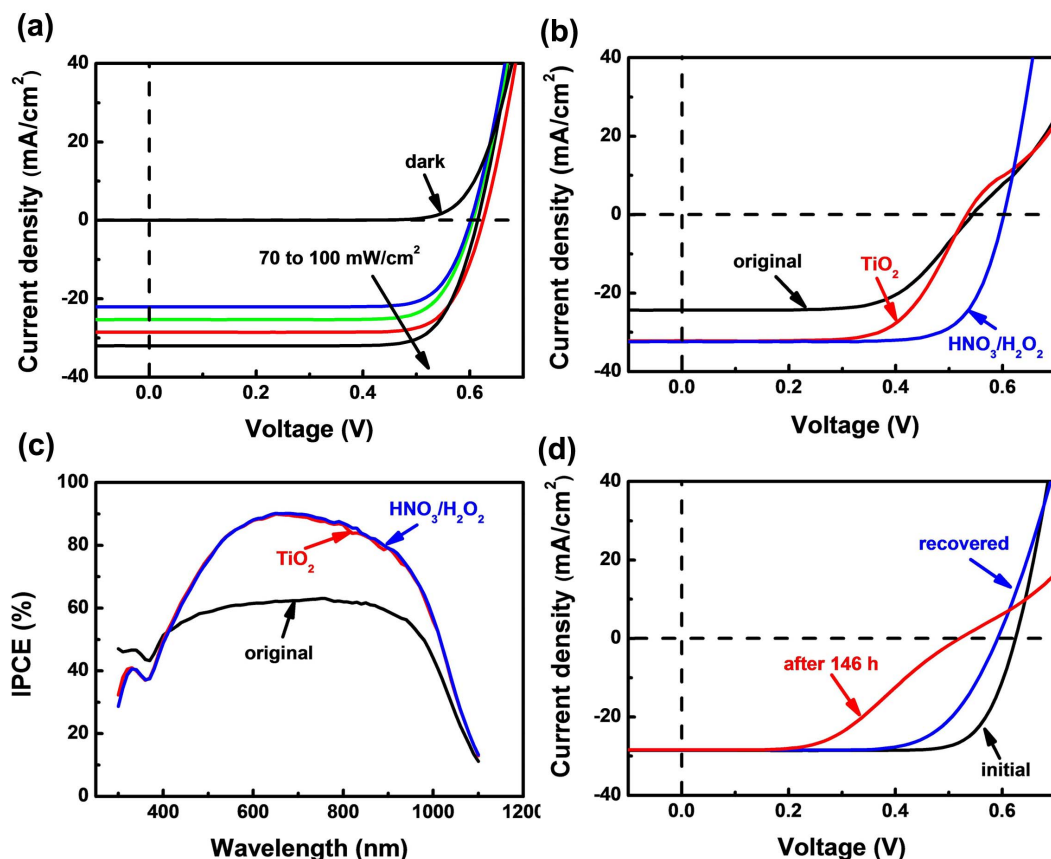 (a)
40
20
0
-20
-40
0.0
0.2
0.4
0.6
Current density (mA/cm²)
Voltage (V)
dark
70 to 100 mW/cm²
(b)
40
20
0
-20
-40
0.0
0.2
0.4
0.6
Current density (mA/cm²)
Voltage (V)
original
TiO₂
HNO₃/H₂O₂
(c)
100
80
60
40
20
0
400
600
800
1000
1200
IPCE (%)
Wavelength (nm)
HNO₃/H₂O₂
TiO₂
original
(d)
40
20
0
-20
-40
0.0
0.2
0.4
0.6
Current density (mA/cm²)
Voltage (V)
recovered
after 146 h
initial